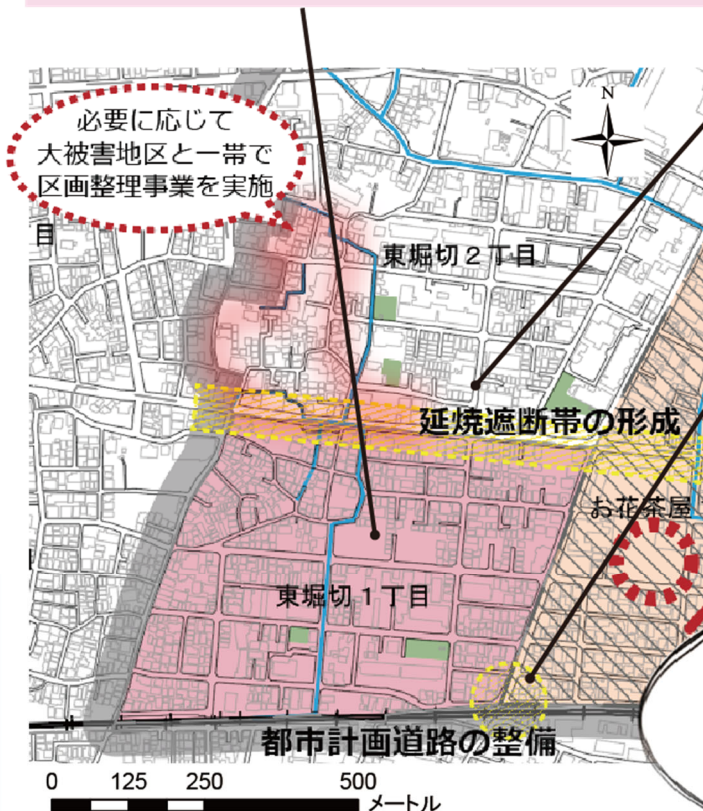 必要に応じて
大被害地区と一帯で
区画整理事業を実施
N
目
東堀切2丁目
延焼遮断帯の形成
お花茶屋
東堀切1丁目
都市計画道路の整備
0 125 250 500
メートル